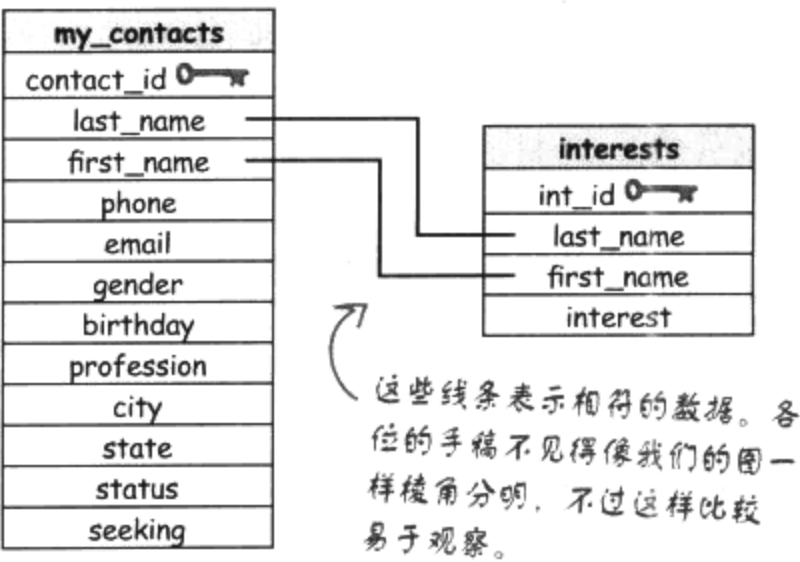 my_contacts
contact_id
last_name
first_name
phone
email
gender
birthday
profession
city
state
status
seeking
interests
int_id
last_name
first_name
interest
这些线条表示相符的数据。各
位的手稿不见得像我们的图一
样棱角分明，不过这样比较
易于观察。